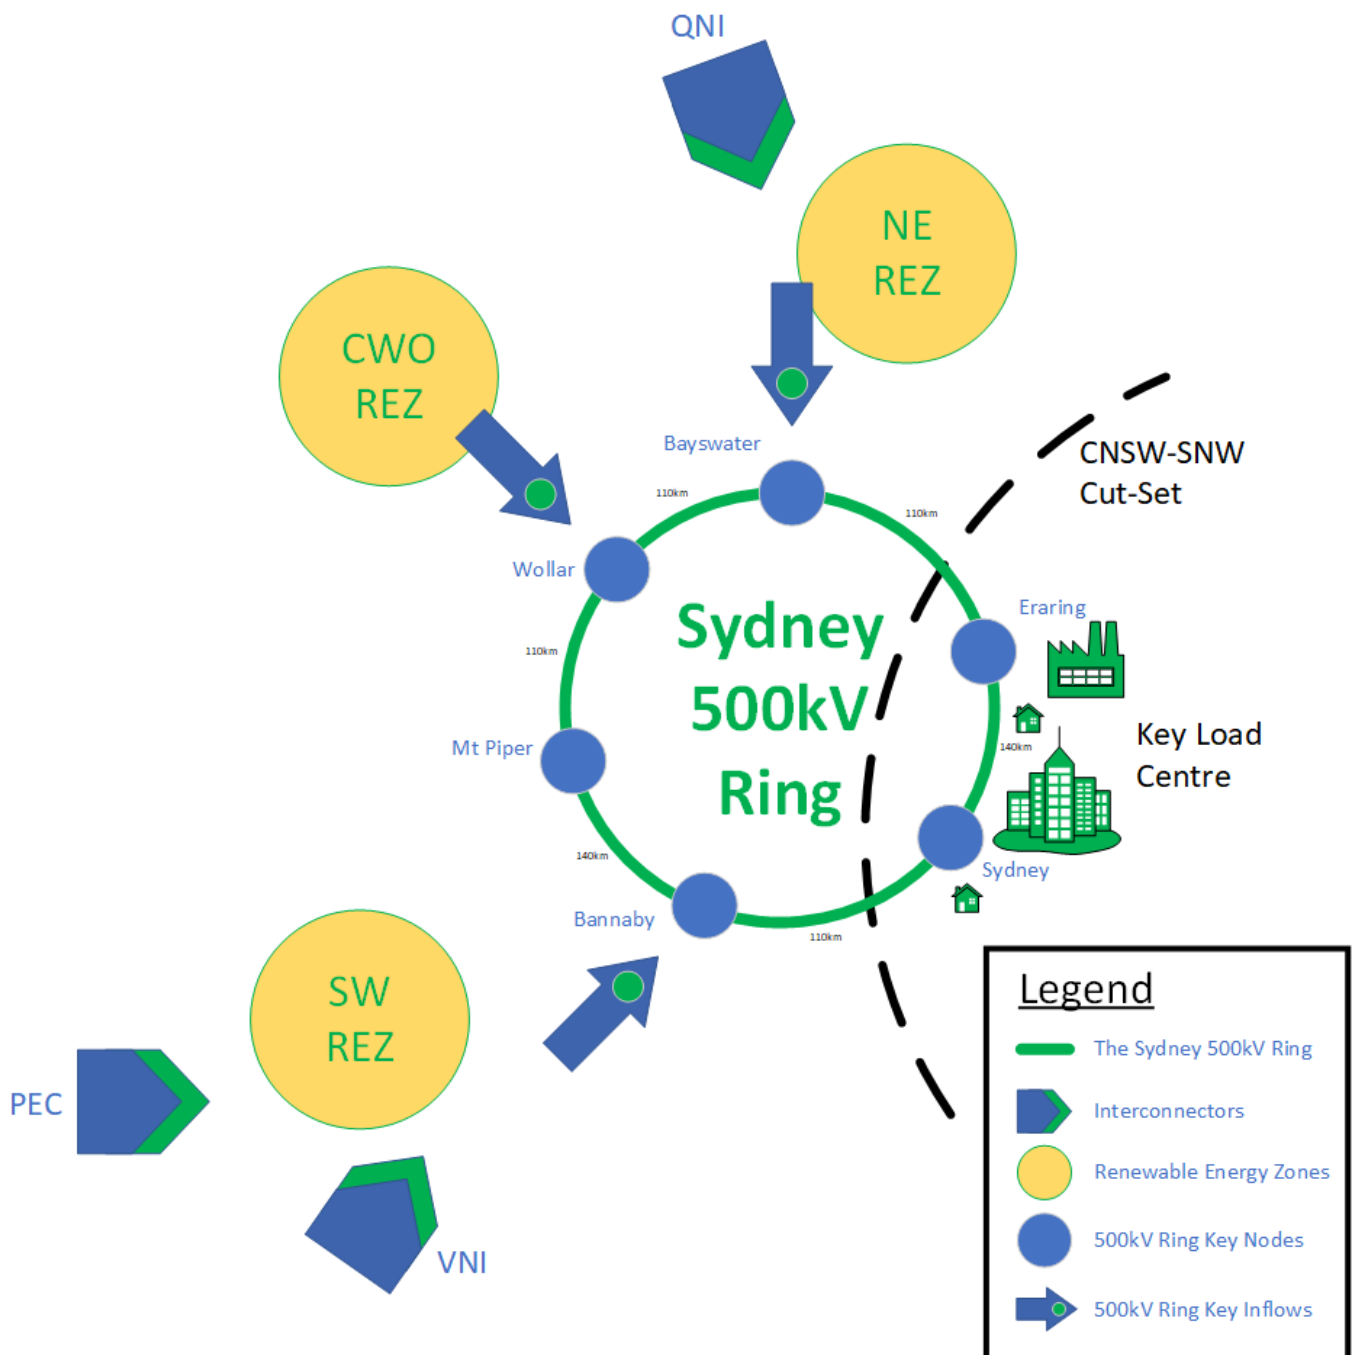 QNI
NE
REZ
CWO
REZ
CNSW-SNW
Cut-Set
Bayswater
110km
110km
Wollar
Eraring
Sydney
500kV
Ring
110km
Mt Piper
140km
Key Load
Centre
140km
Sydney
Bannaby
110km
SW
REZ
PEC
VNI
Legend
The Sydney 500kV Ring
Interconnectors
Renewable Energy Zones
500kV Ring Key Nodes
500kV Ring Key Inflows